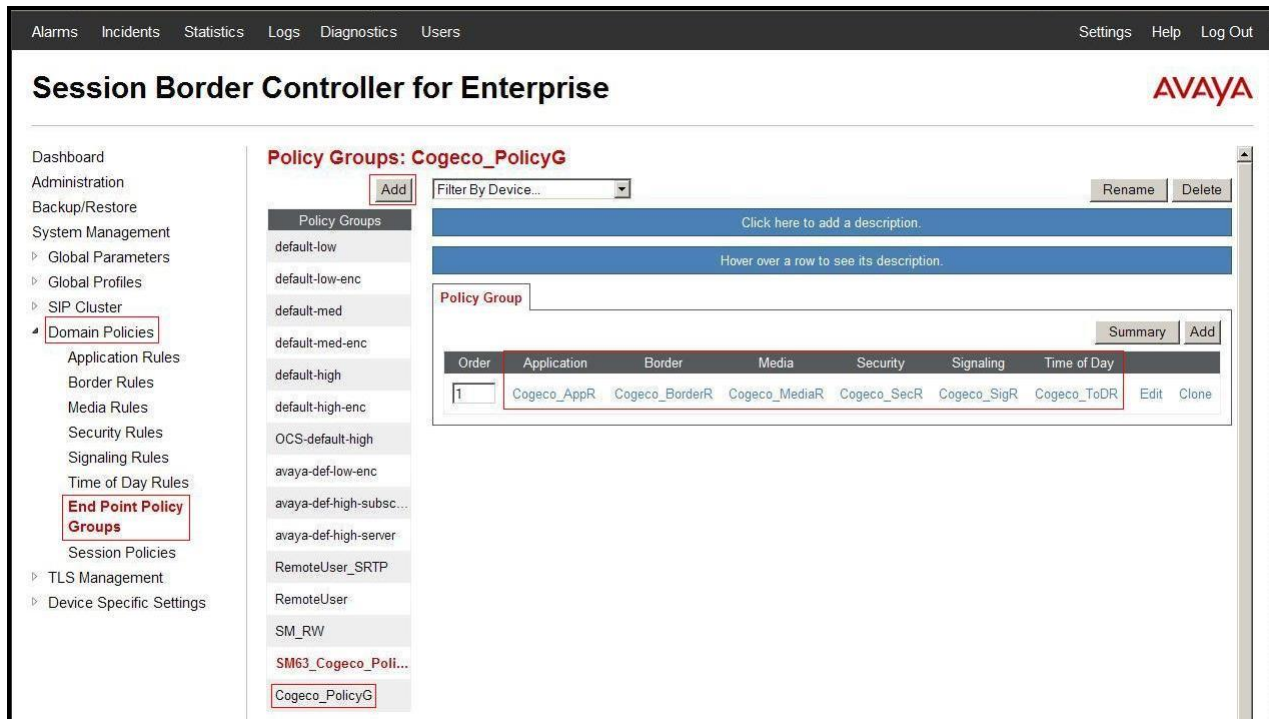 Alarms Incidents Statistics Logs Diagnostics Users Settings Help Log Out
Session Border Controller for Enterprise
AVAYA
Dashboard
Administration
Backup/Restore
System Management
Global Parameters
Global Profiles
SIP Cluster
Domain Policies
Application Rules
Border Rules
Media Rules
Security Rules
Signaling Rules
Time of Day Rules
End Point Policy
Groups
Session Policies
TLS Management
Device Specific Settings
Policy Groups: Cogeco_PolicyG
Add
Policy Groups
default-low
default-low-enc
default-med
default-med-enc
default-high
default-high-enc
OCS-default-high
avaya-def-low-enc
avaya-def-high-subsc...
avaya-def-high-server
RemoteUser_SRTP
RemoteUser
SM_RW
SM63_Cogeco_Poli...
Cogeco_PolicyG
Filter By Device... Rename Delete
Click here to add a description.
Hover over a row to see its description.
Policy Group
Summary Add
Order Application Border Media Security Signaling Time of Day
1 Cogeco_AppR Cogeco_BorderR Cogeco_MediaR Cogeco_SecR Cogeco_SigR Cogeco_ToDR Edit Clone